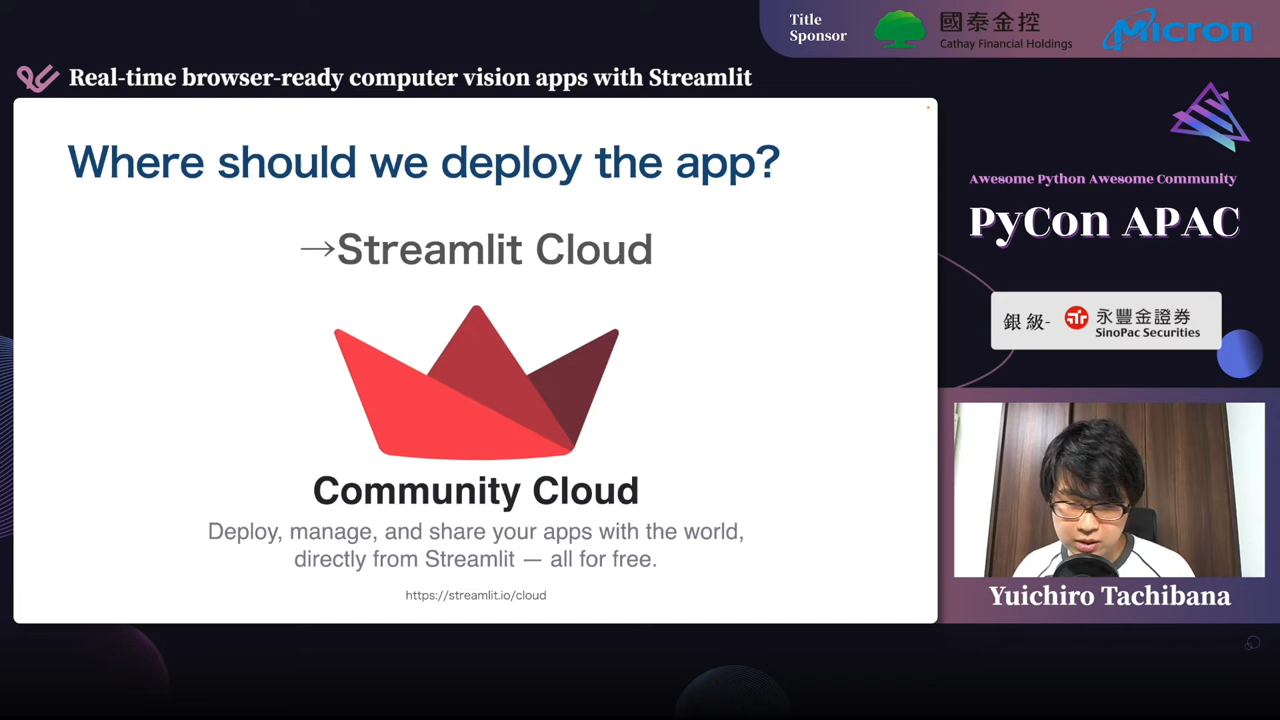 Title
Sponsor
國泰金控
Cathay Financial Holdings
Micron
Real-time browser-ready computer vision apps with Streamlit
Where should we deploy the app?
→Streamlit Cloud
Community Cloud
Deploy, manage, and share your apps with the world,
directly from Streamlit — all for free.
https://streamlit.io/cloud
Awesome Python Awesome Community
PyCon APAC
銀級-
永豐金證券
SinoPac Securities
Yuichiro Tachibana